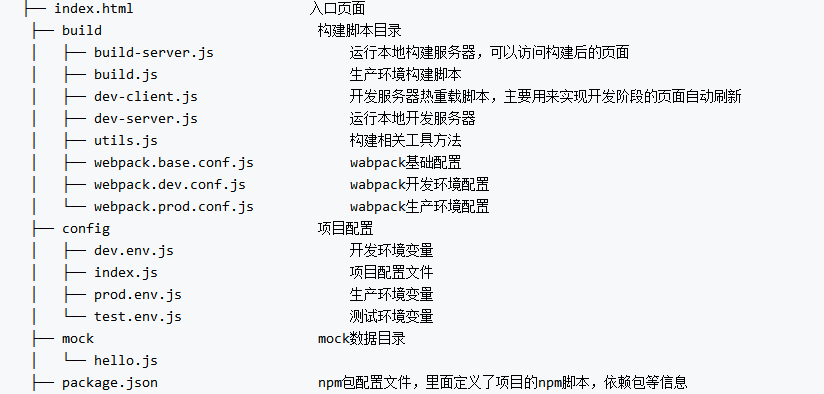 ├── index.html                      入口页面
├── build                           构建脚本目录
│   ├── build-server.js                 运行本地构建服务器，可以访问构建后的页面
│   ├── build.js                        生产环境构建脚本
│   ├── dev-client.js                   开发服务器热重载脚本，主要用来实现开发阶段的页面自动刷新
│   ├── dev-server.js                   运行本地开发服务器
│   ├── utils.js                        构建相关工具方法
│   ├── webpack.base.conf.js            wabpack基础配置
│   ├── webpack.dev.conf.js             wabpack开发环境配置
│   └── webpack.prod.conf.js            wabpack生产环境配置
├── config                          项目配置
│   ├── dev.env.js                      开发环境变量
│   ├── index.js                        项目配置文件
│   ├── prod.env.js                     生产环境变量
│   └── test.env.js                     测试环境变量
├── mock                            mock数据目录
│   └── hello.js
├── package.json                    npm包配置文件，里面定义了项目的npm脚本，依赖包等信息